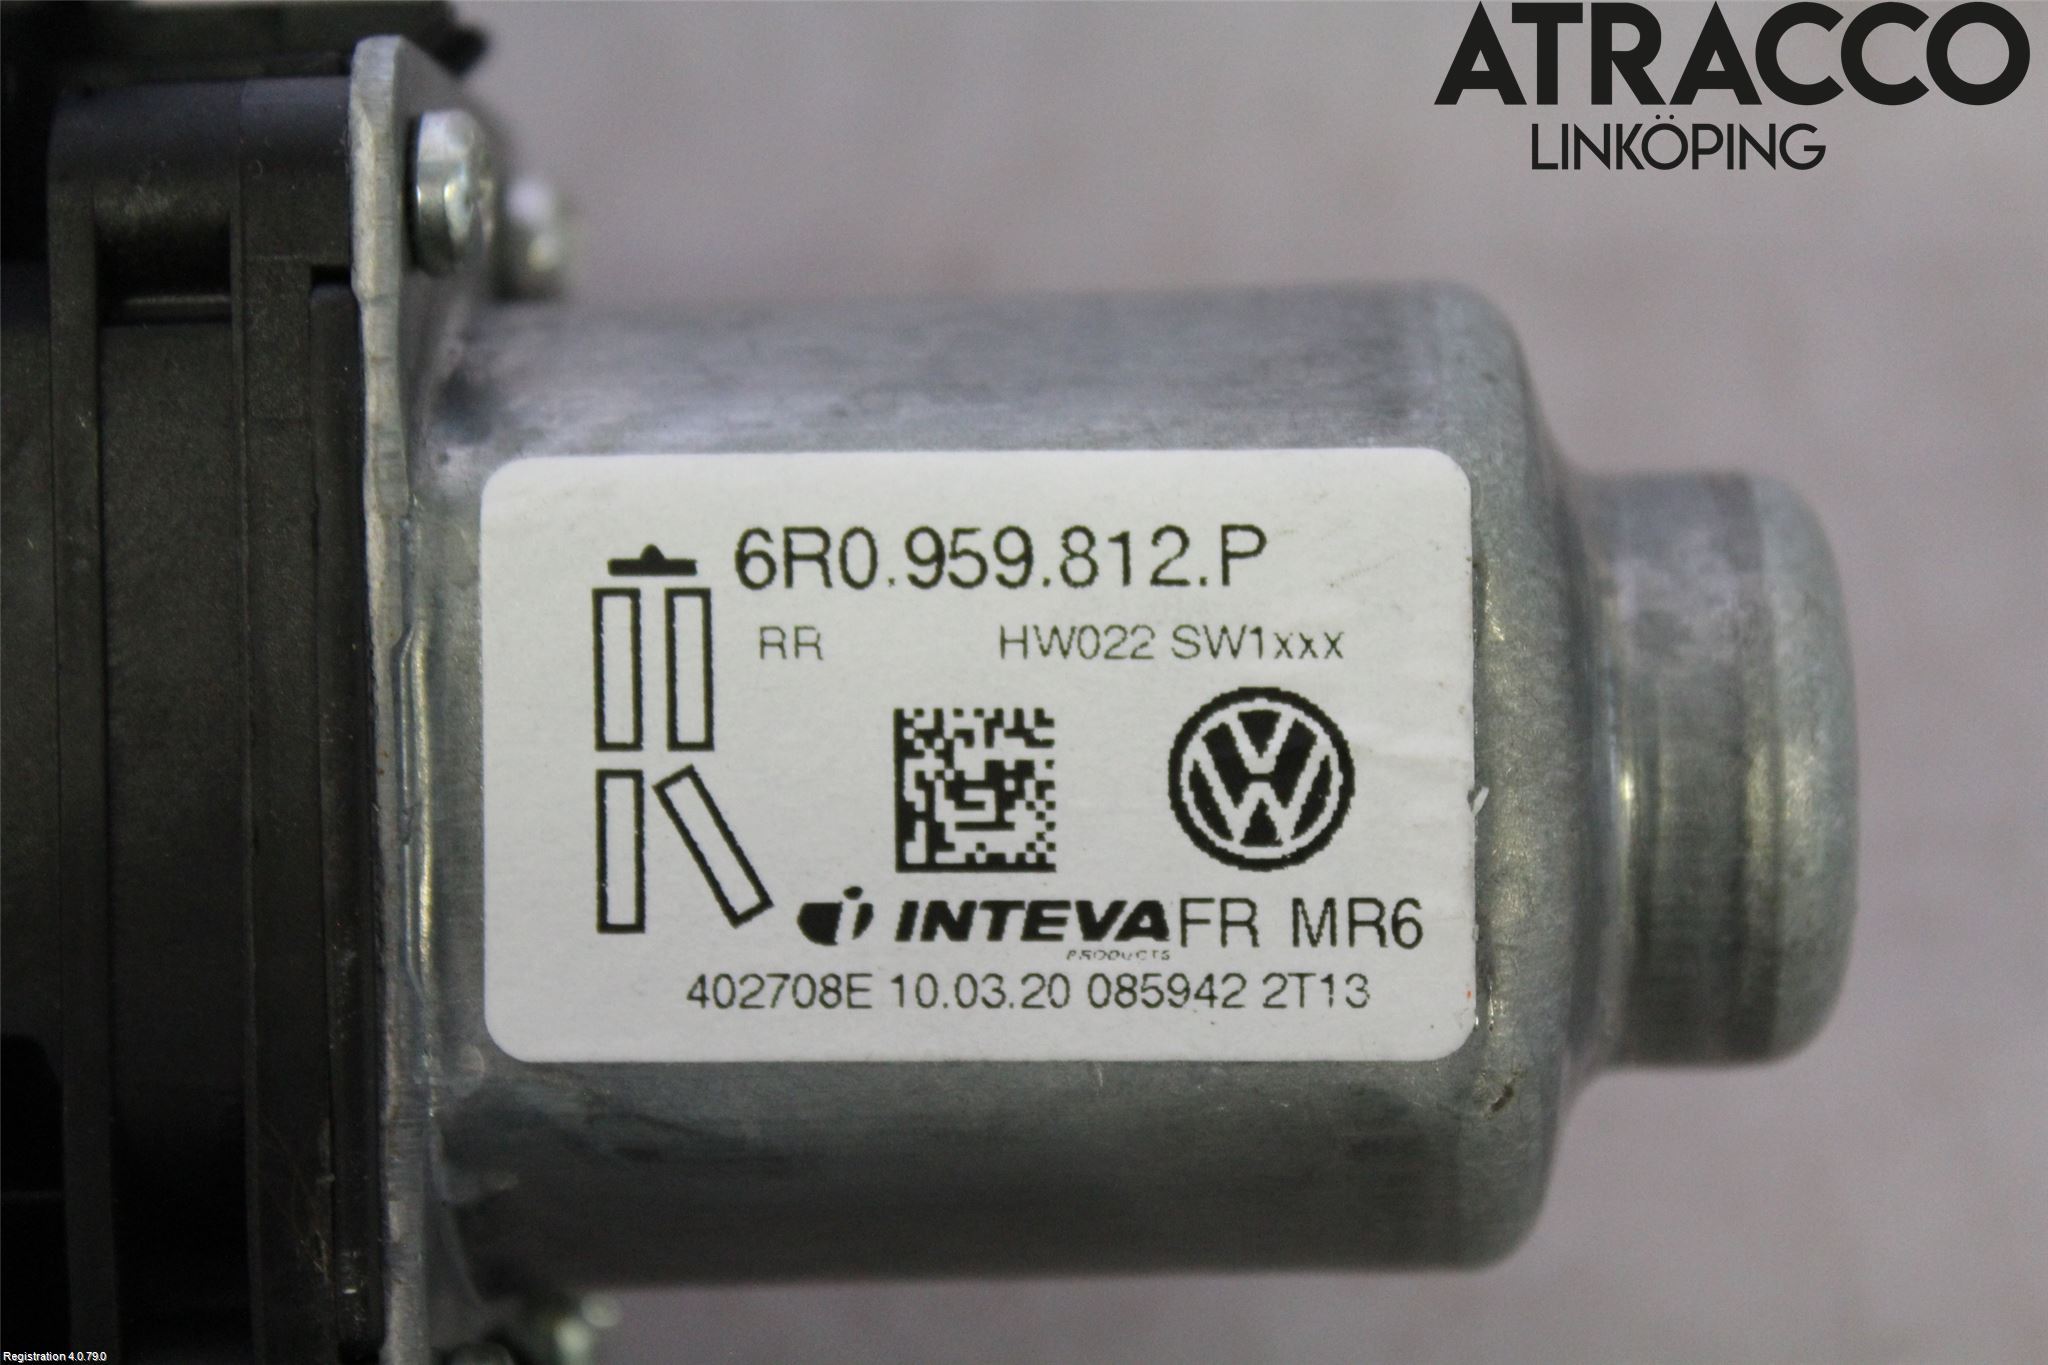 ATRACCO
LINKÖPING
6R0.959.812.P
RR HW022 SW1xxx
INTEVA FR MR6
PRODUCTS
402708E 10.03.20 085942 2T13
Registration 4.0.79.0